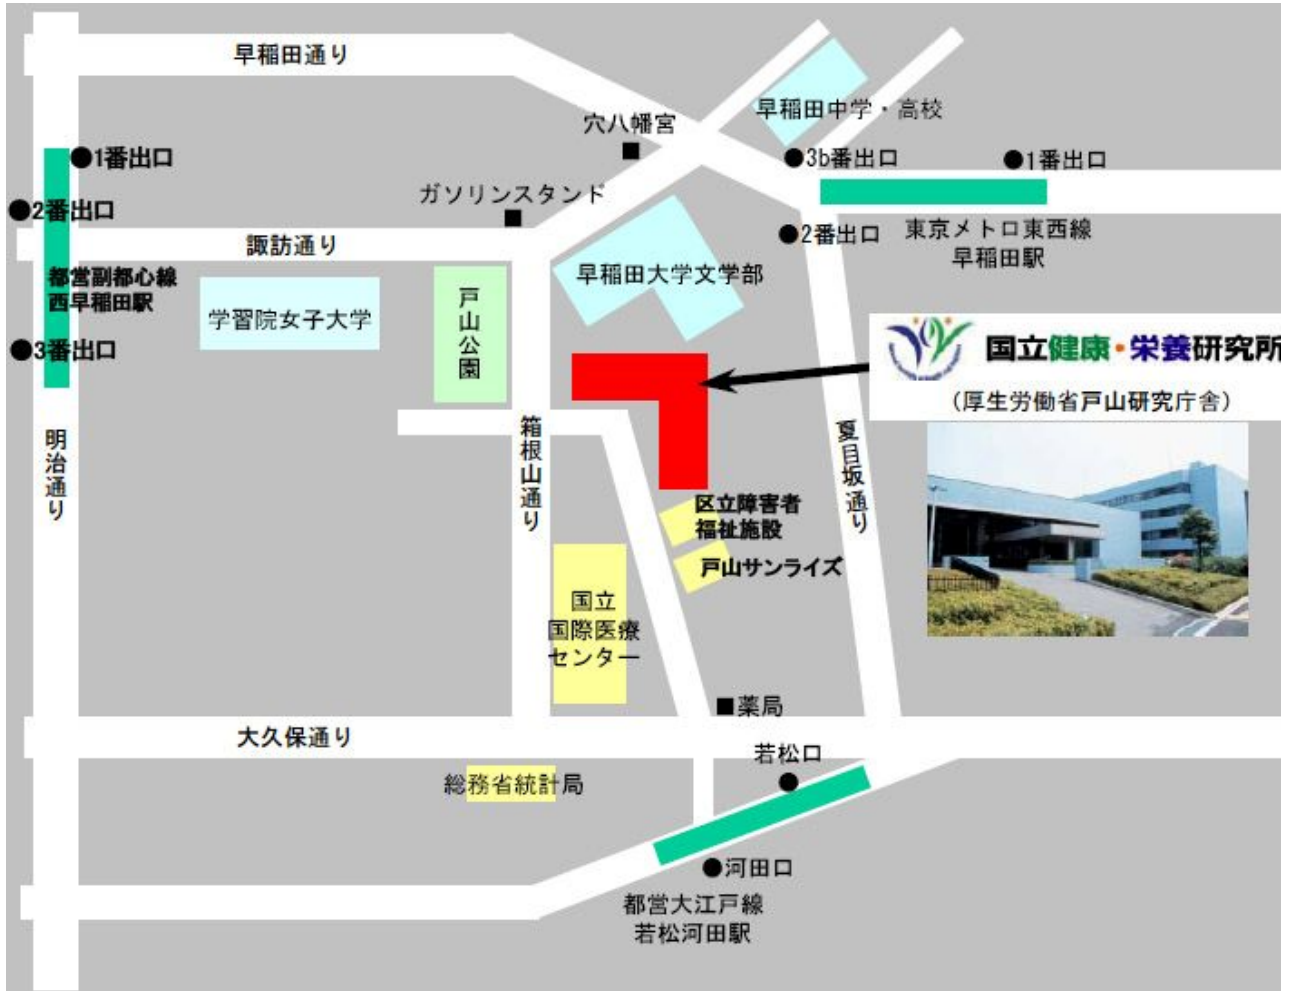 早稲田通り
早稲田中学・高校
穴八幡宮
●1番出口
●3b番出口
●1番出口
ガソリンスタンド
●2番出口
諏訪通り
●2番出口
東京メトロ東西線
早稲田駅
都営副都心線
西早稲田駅
早稲田大学文学部
学習院女子大学
戸山公園
●3番出口
国立健康・栄養研究所
(厚生労働省戸山研究庁舎)
明治通り
箱根山通り
夏目坂通り
区立障害者
福祉施設
戸山サンライズ
国立
国際医療
センター
■薬局
大久保通り
若松口
総務省統計局
●河田口
都営大江戸線
若松河田駅